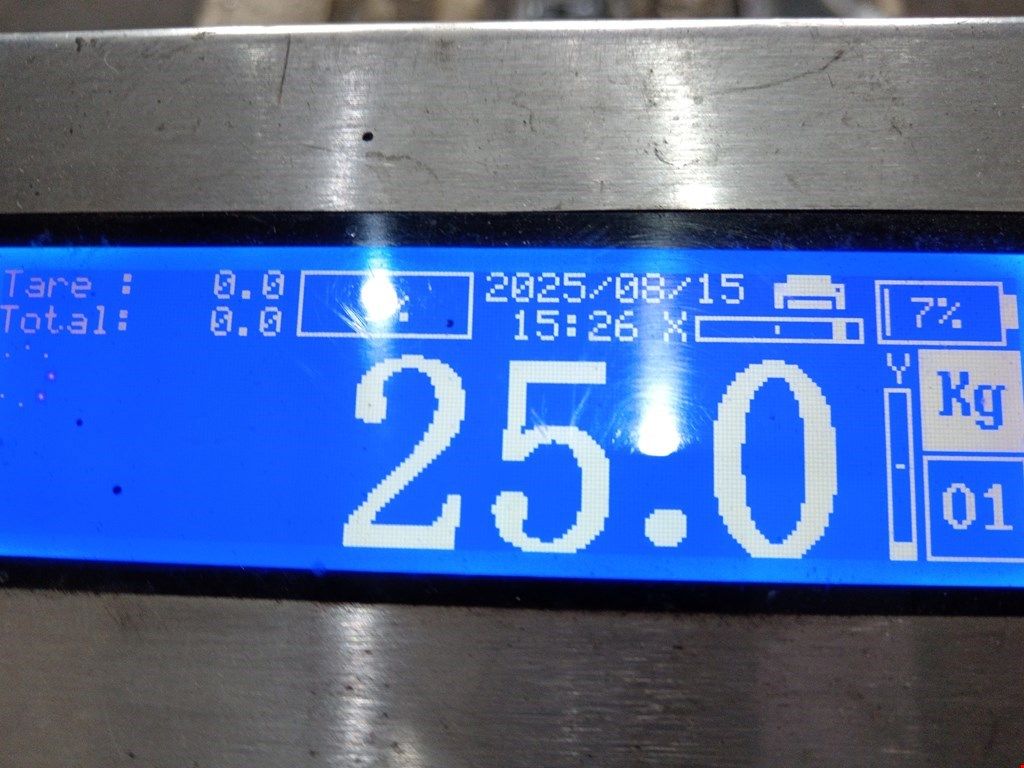 Tare : 0.0
Total: 0.0
2025/08/15
15:26 X
7%
25.0
Y
Kg
01